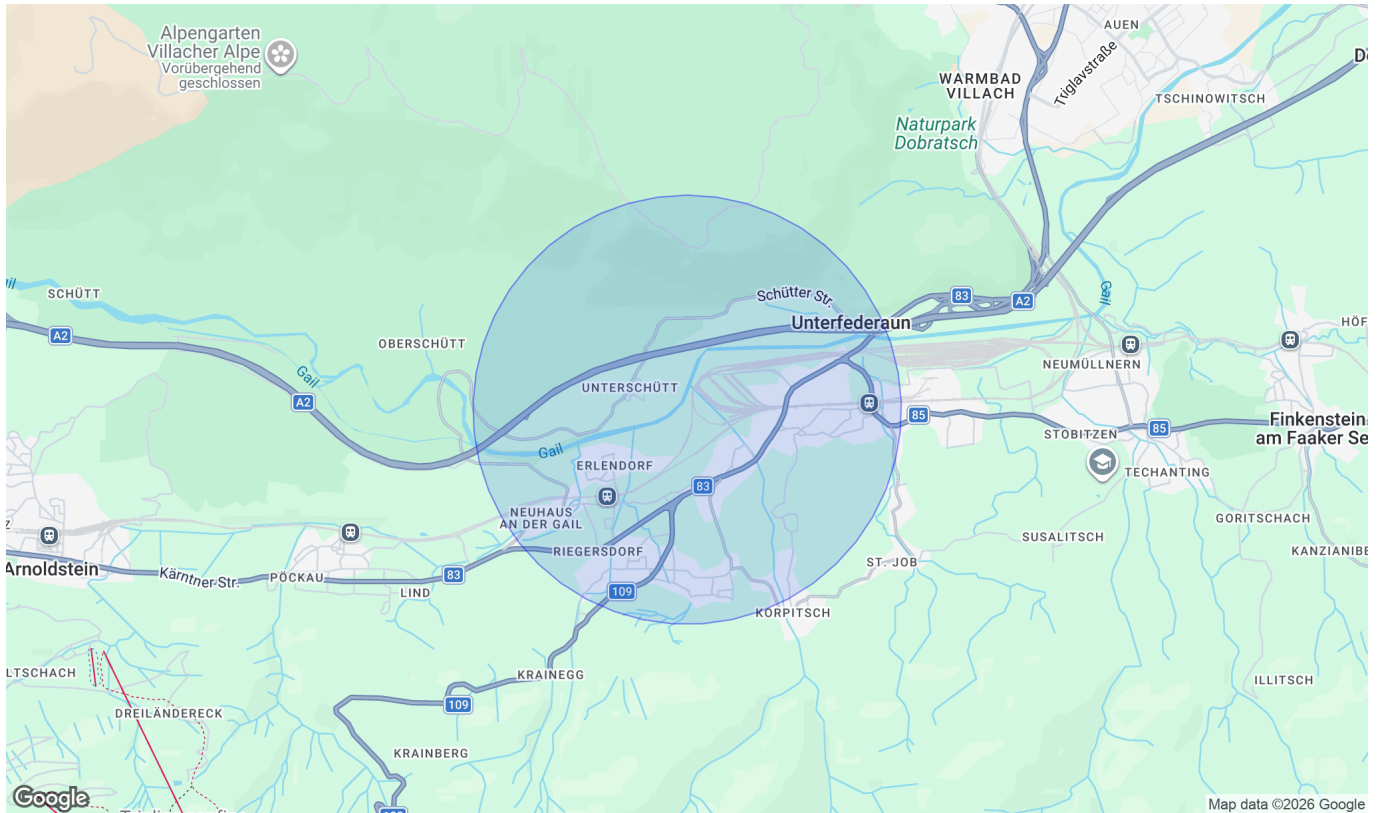 Alpengarten
Villacher Alpe
Vorübergehend
geschlossen
AUEN
Triglavstraße
WARMBAD
VILLACH
TSCHINOWITSCH
Naturpark
Dobratsch
SCHÜTT
A2
OBERSCHÜTT
Gail
A2
Schütter Str.
83
A2
Gail
Unterfederaun
HÖF
NEUMÜLLNERN
UNTERSCHÜTT
85
85
Finkenstein
am Faaker Se
STOBITZEN
TECHANTING
Gail
ERLENDORF
83
NEUHAUS
AN DER GAIL
GORITSCHACH
SUSALITSCH
KANZIANIBE
RIEGERSDORF
ST. JOB
Arnoldstein
Kärntner Str.
PÖCKAU
83
LIND
109
KORPITSCH
LTSCHACH
KRAINEGG
ILLITSCH
109
DREILÄNDERECK
KRAINBERG
Google
Map data ©2026 Google